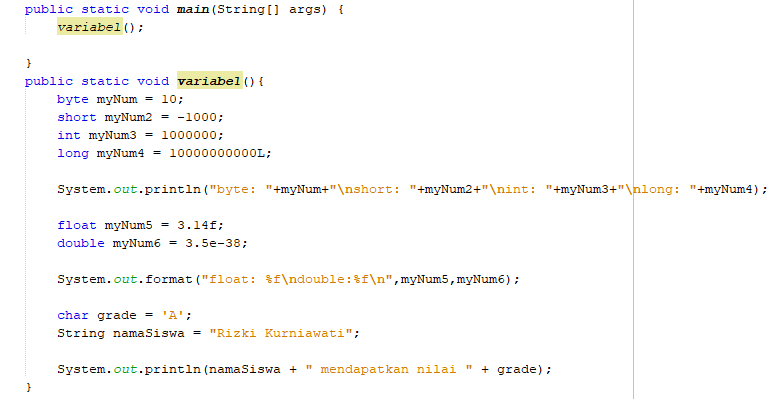 public static void main(String[] args) {
variabel();
}
public static void variabel(){
byte myNum = 10;
short myNum2 = -1000;
int myNum3 = 1000000;
long myNum4 = 10000000000L;
System.out.println("byte: "+myNum+"\nshort: "+myNum2+"\nint: "+myNum3+"\nlong: "+myNum4);
float myNum5 = 3.14f;
double myNum6 = 3.5e-38;
System.out.format("float: %f\ndouble:%f\n",myNum5,myNum6);
char grade = 'A';
String namaSiswa = "Rizki Kurniawati";
System.out.println(namaSiswa + " mendapatkan nilai " + grade);
}